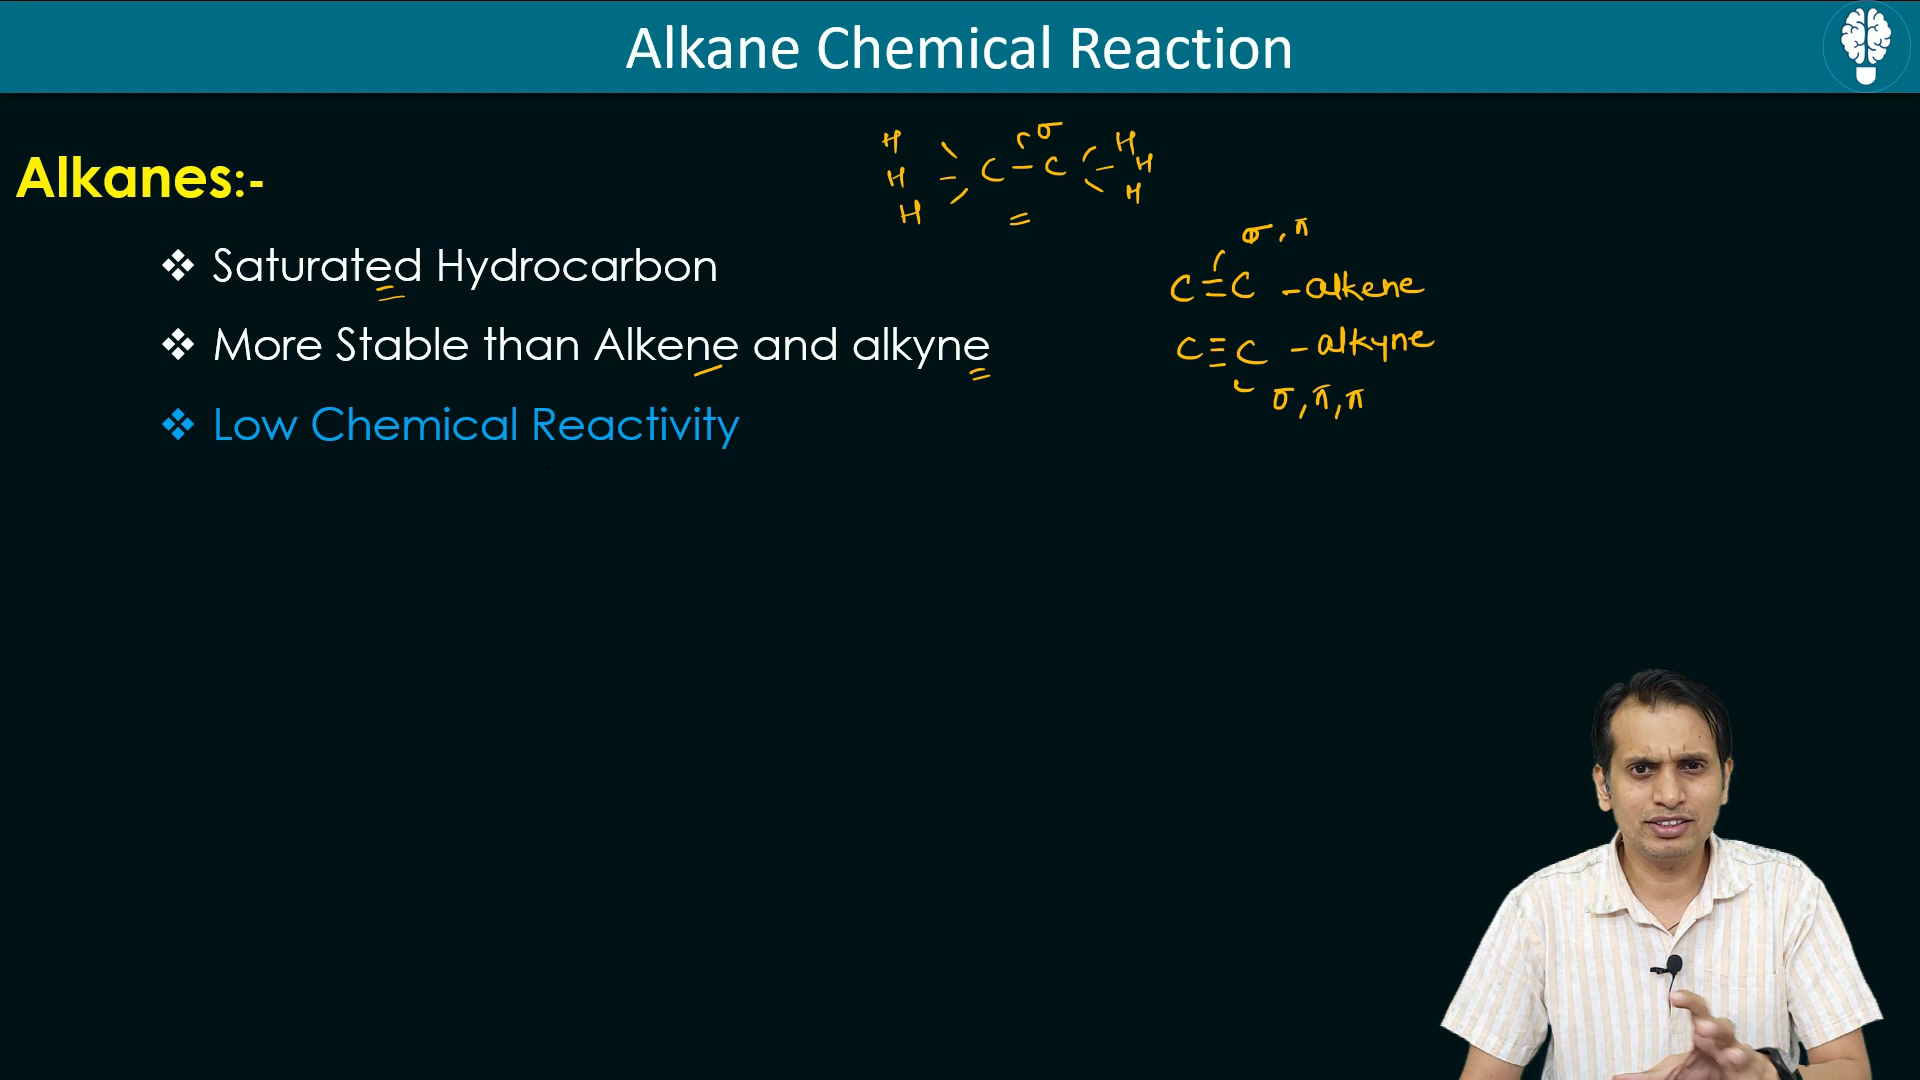 Alkane Chemical Reaction
Alkanes:-
H H H C - C H H H
σ
=
❖ Saturated Hydrocarbon
σ, π
C = C - alkene
❖ More Stable than Alkene and alkyne
C ≡ C - alkyne
σ, π, π
❖ Low Chemical Reactivity